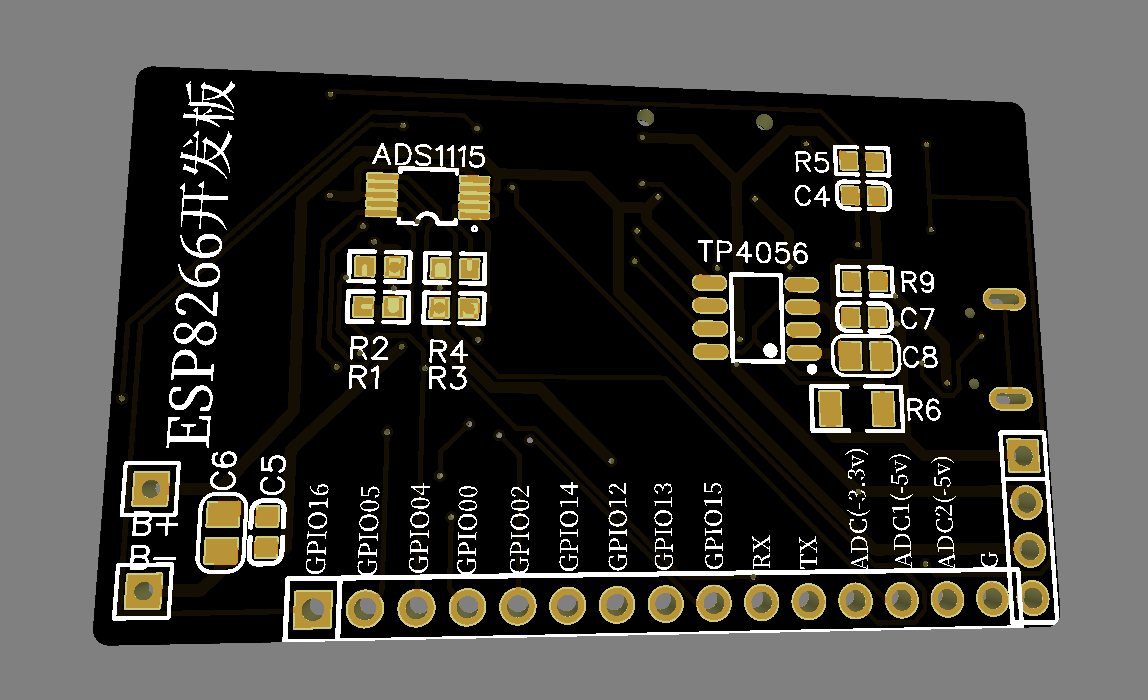 ESP8266开发板
ADS1115
R5
C4
TP4056
R9
C7
C8
R6
R2
R4
R1
R3
C6
C5
B+
B-
GPIO16
GPIO05
GPIO04
GPIO00
GPIO02
GPIO14
GPIO12
GPIO13
GPIO15
RX
TX
ADC(-3.3v)
ADC1(-5v)
ADC2(-5v)
G